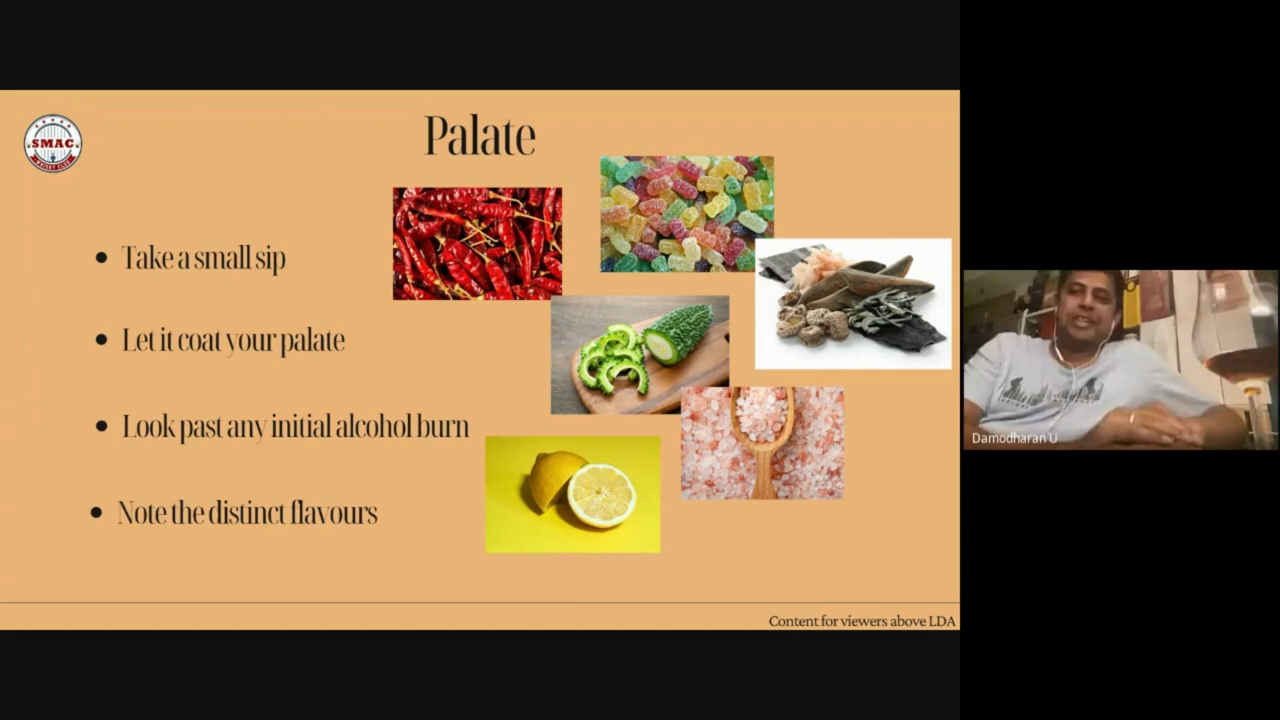 SMAC
Palate
Take a small sip
Let it coat your palate
Look past any initial alcohol burn
Note the distinct flavours
Content for viewers above LDA
Damodharan U